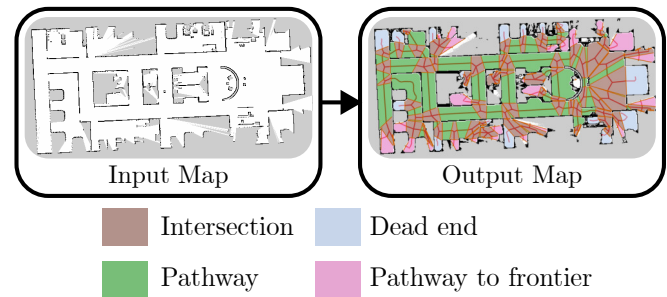 Input Map
Output Map
Intersection
Dead end
Pathway
Pathway to frontier